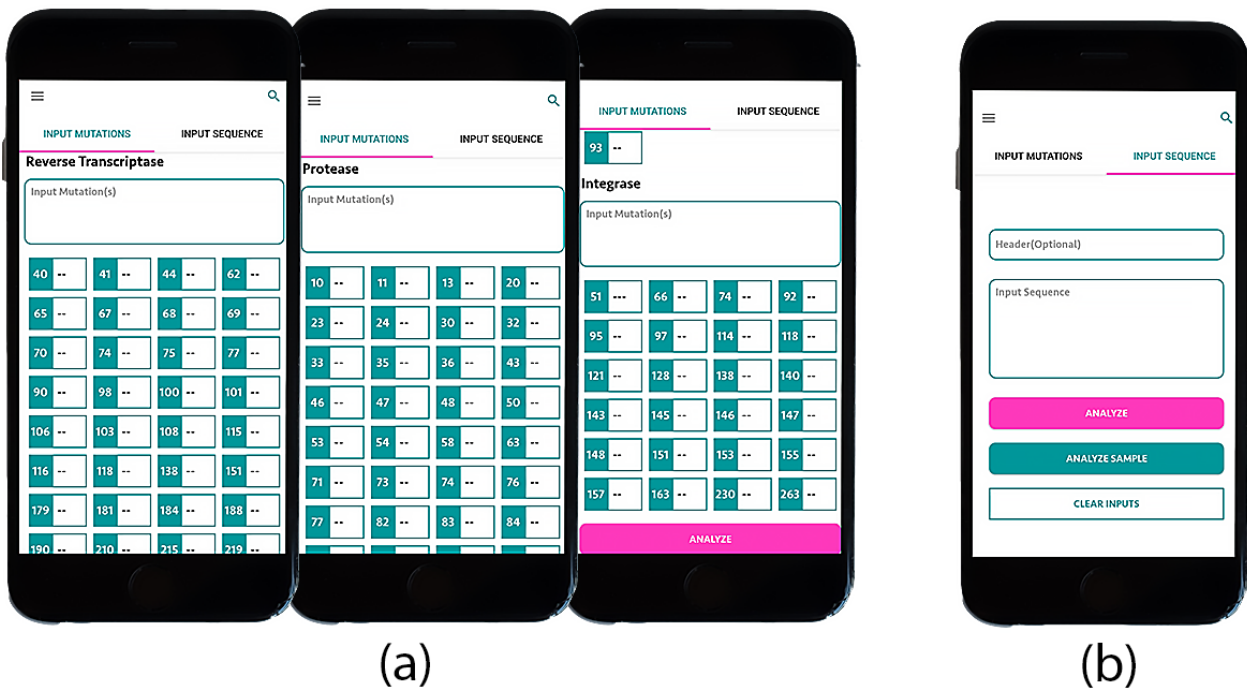 INPUT MUTATIONS INPUT SEQUENCE
Reverse Transcriptase
Input Mutation(s)
40 -- 41 -- 44 -- 62 --
65 -- 67 -- 68 -- 69 --
70 -- 74 -- 75 -- 77 --
90 -- 98 -- 100 -- 101 --
106 -- 103 -- 108 -- 115 --
116 -- 118 -- 138 -- 151 --
179 -- 181 -- 184 -- 188 --
190 -- 210 -- 215 -- 219 --
INPUT MUTATIONS INPUT SEQUENCE
Protease
Input Mutation(s)
10 -- 11 -- 13 -- 20 --
23 -- 24 -- 30 -- 32 --
33 -- 35 -- 36 -- 43 --
46 -- 47 -- 48 -- 50 --
53 -- 54 -- 58 -- 63 --
71 -- 73 -- 74 -- 76 --
77 -- 82 -- 83 -- 84 --
INPUT MUTATIONS INPUT SEQUENCE
93 --
Integrase
Input Mutation(s)
51 --- 66 -- 74 -- 92 --
95 -- 97 -- 114 -- 118 --
121 -- 128 -- 138 -- 140 --
143 -- 145 -- 146 -- 147 --
148 -- 151 -- 153 -- 155 --
157 -- 163 -- 230 -- 263 --
ANALYZE
(a)
INPUT MUTATIONS INPUT SEQUENCE
Header(Optional)
Input Sequence
ANALYZE
ANALYZE SAMPLE
CLEAR INPUTS
(b)